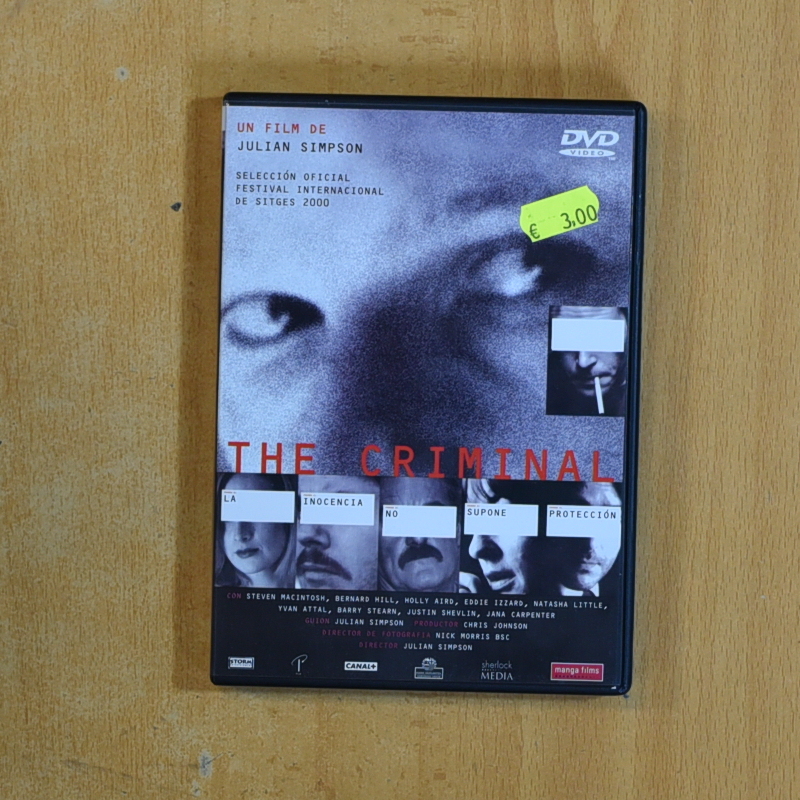 UN FILM DE
JULIAN SIMPSON
DVD
VIDEO
SELECCIÓN OFICIAL
FESTIVAL INTERNACIONAL
DE SITGES 2000
€ 3,00
THE CRIMINAL
LA
INOCENCIA
NO
SUPONE
PROTECCIÓN
CON STEVEN MACINTOSH, BERNARD HILL, HOLLY AIRD, EDDIE IZZARD, NATASHA LITTLE,
YVAN ATTAL, BARRY STEARN, JUSTIN SHEVLIN, JANA CARPENTER
GUION JULIAN SIMPSON PRODUCTOR CHRIS JOHNSON
DIRECTOR DE FOTOGRAFIA NICK MORRIS BSC
DIRECTOR JULIAN SIMPSON
STORM
CANAL+
sherlock
MEDIA
manga films